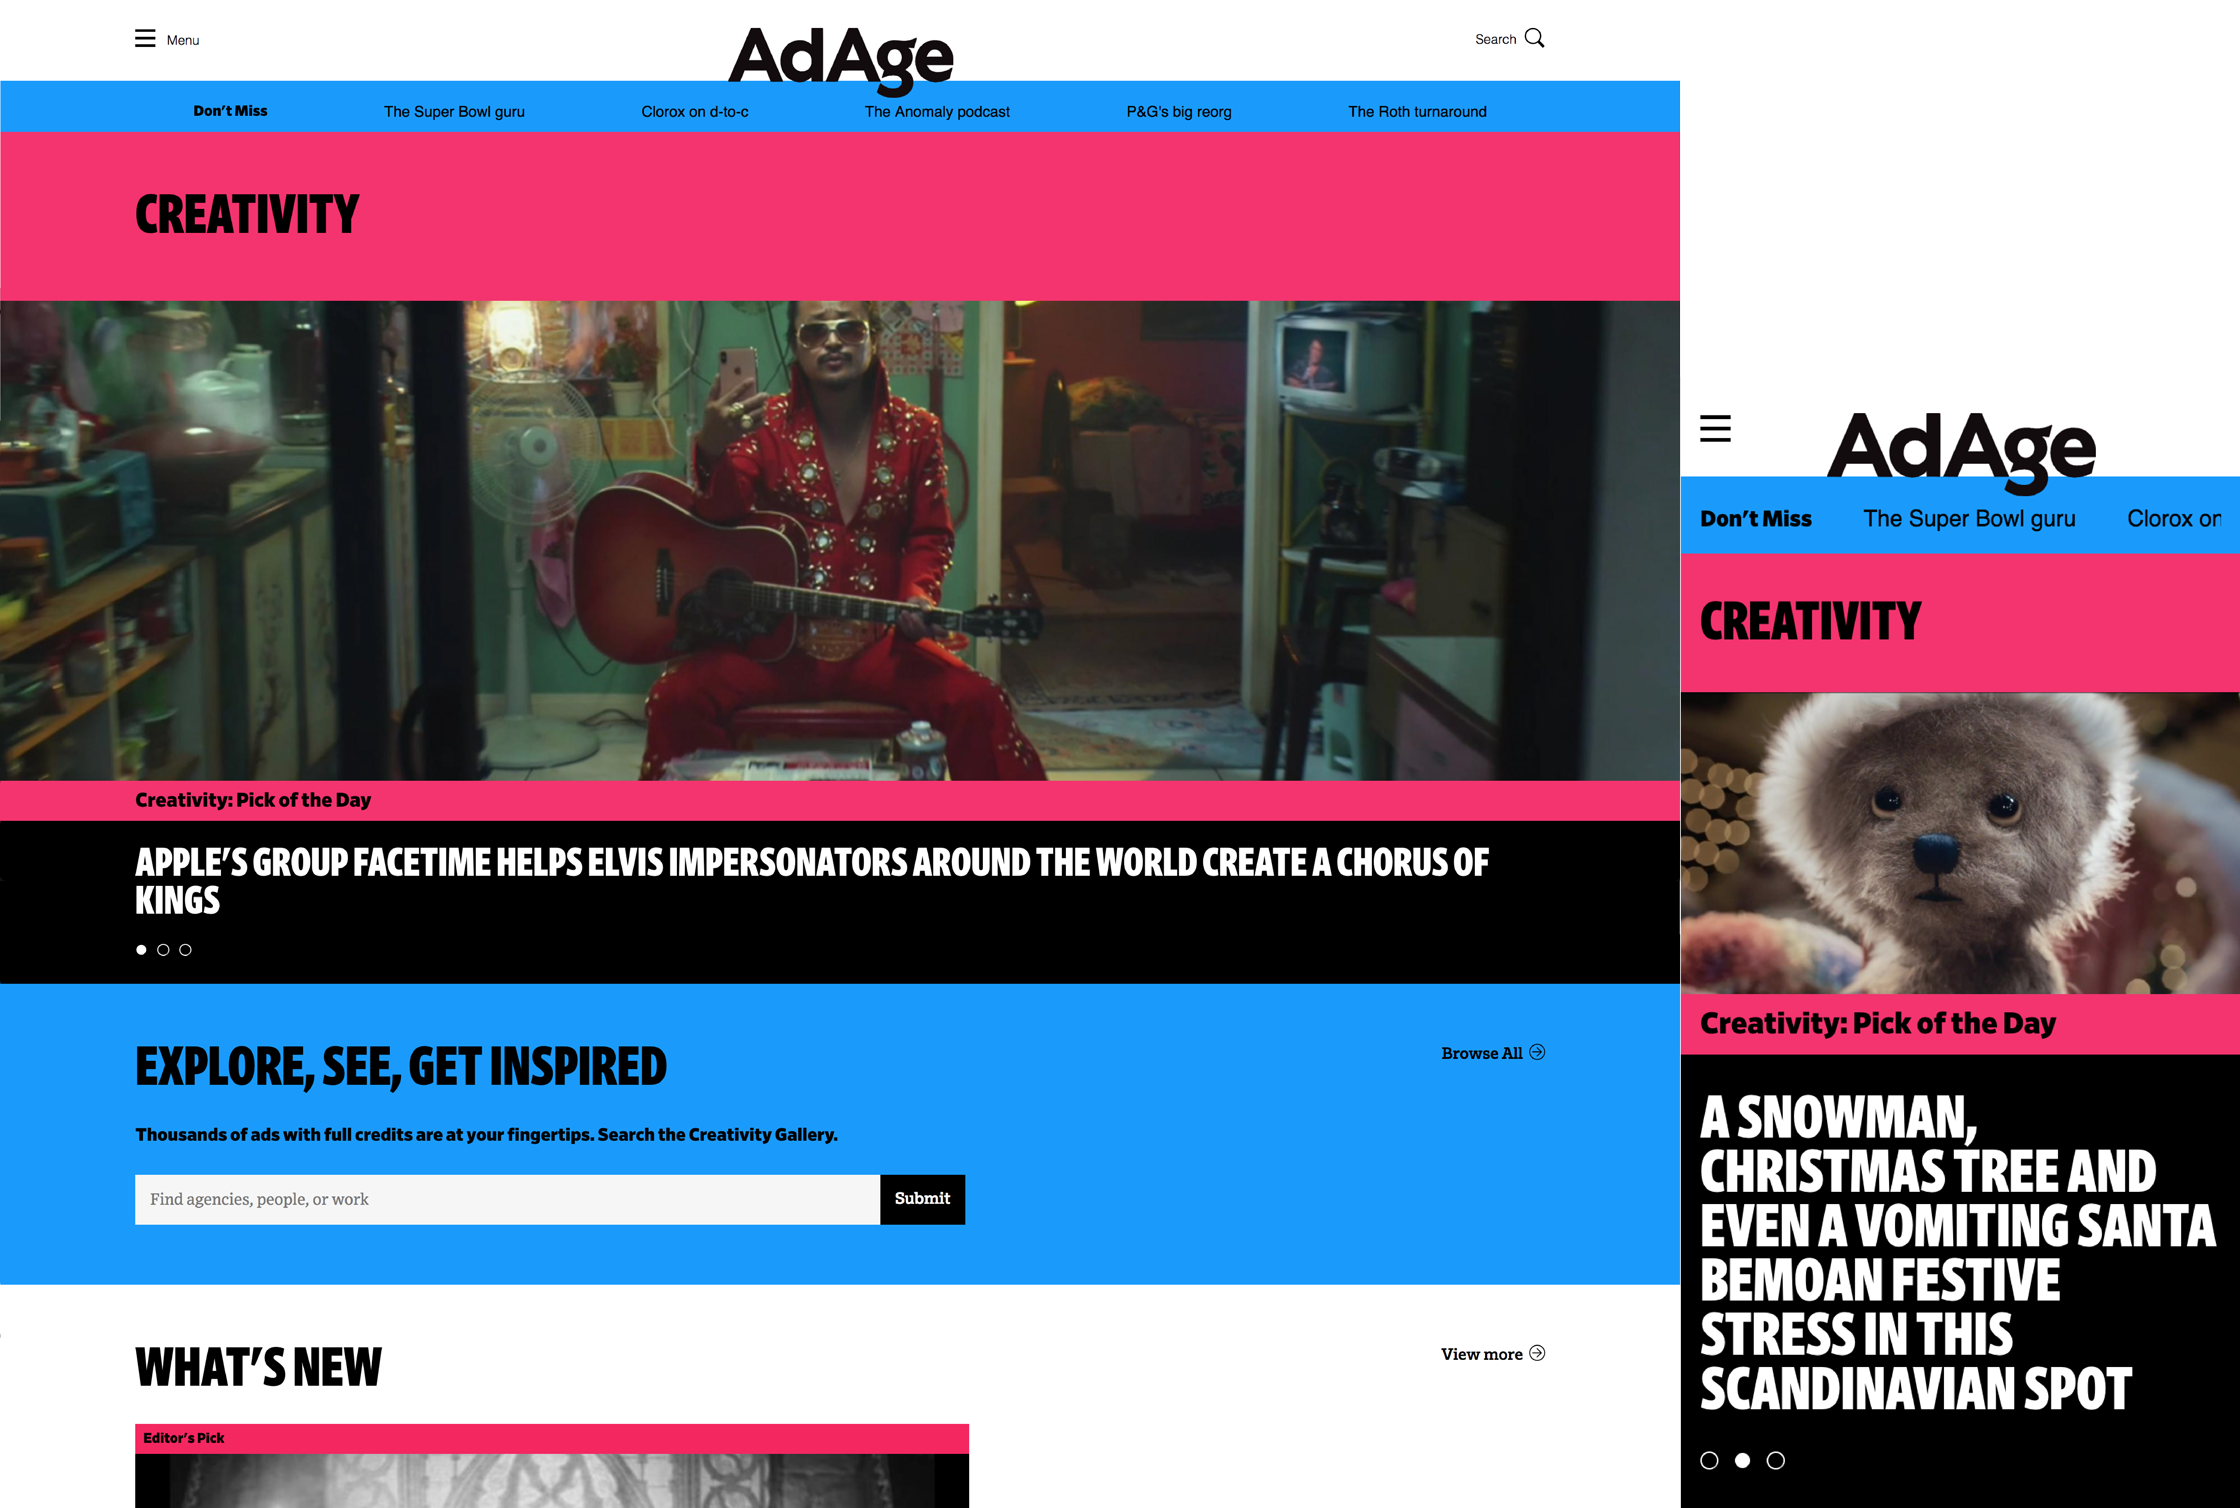 Menu
AdAge
Search
Don't Miss
The Super Bowl guru
Clorox on d-to-c
The Anomaly podcast
P&G's big reorg
The Roth turnaround
CREATIVITY
Creativity: Pick of the Day
APPLE'S GROUP FACETIME HELPS ELVIS IMPERSONATORS AROUND THE WORLD CREATE A CHORUS OF
KINGS
EXPLORE, SEE, GET INSPIRED
Browse All
Thousands of ads with full credits are at your fingertips. Search the Creativity Gallery.
Find agencies, people, or work
Submit
WHAT'S NEW
View more
Editor's Pick
AdAge
Don't Miss
The Super Bowl guru
Clorox on
CREATIVITY
Creativity: Pick of the Day
A SNOWMAN,
CHRISTMAS TREE AND
EVEN A VOMITING SANTA
BEMOAN FESTIVE
STRESS IN THIS
SCANDINAVIAN SPOT